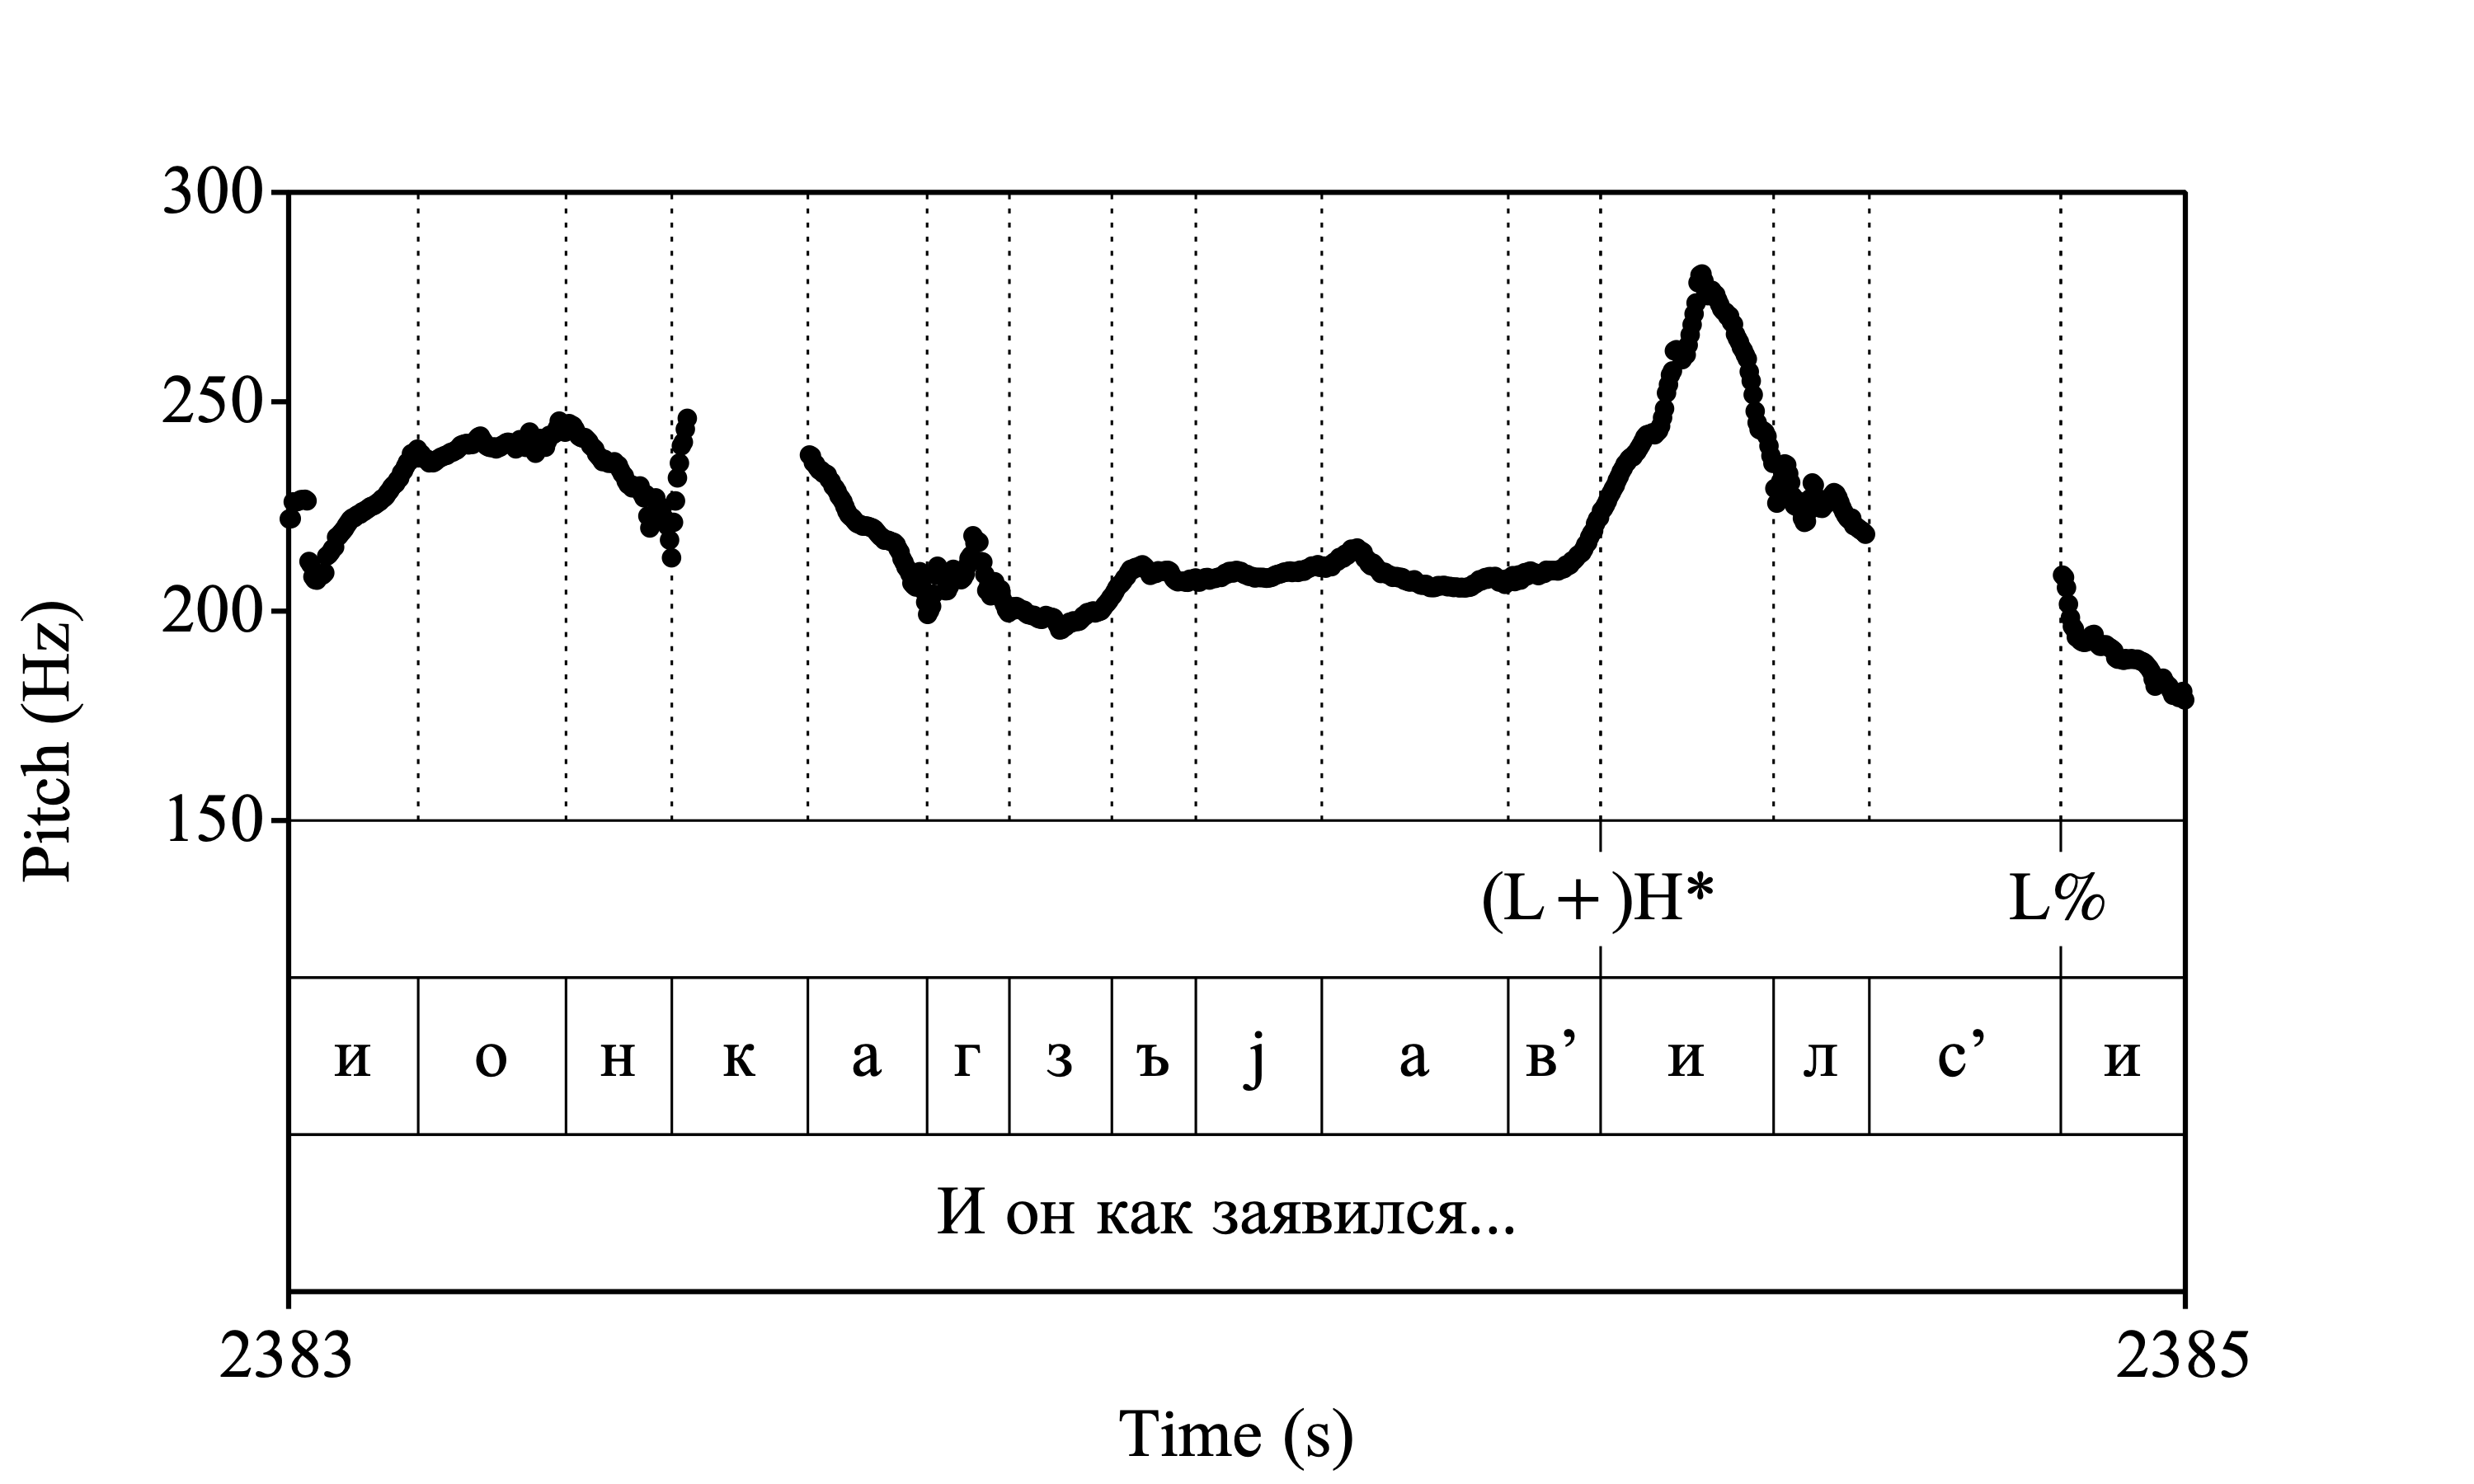 300
250
200
150
Pitch (Hz)
(L+)H* L%
и о н к а г з ъ j а в’ и л с’ и
И он как заявился...
2383 2385
Time (s)